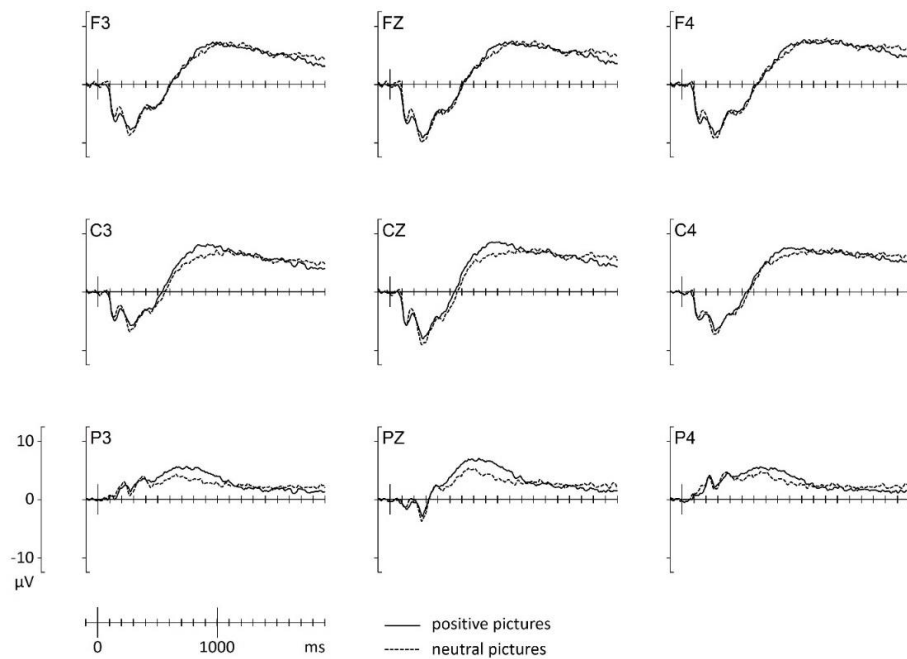 F3 FZ F4
C3 CZ C4
10 P3 PZ P4
0
-10
μV
positive pictures
0 1000 ms neutral pictures